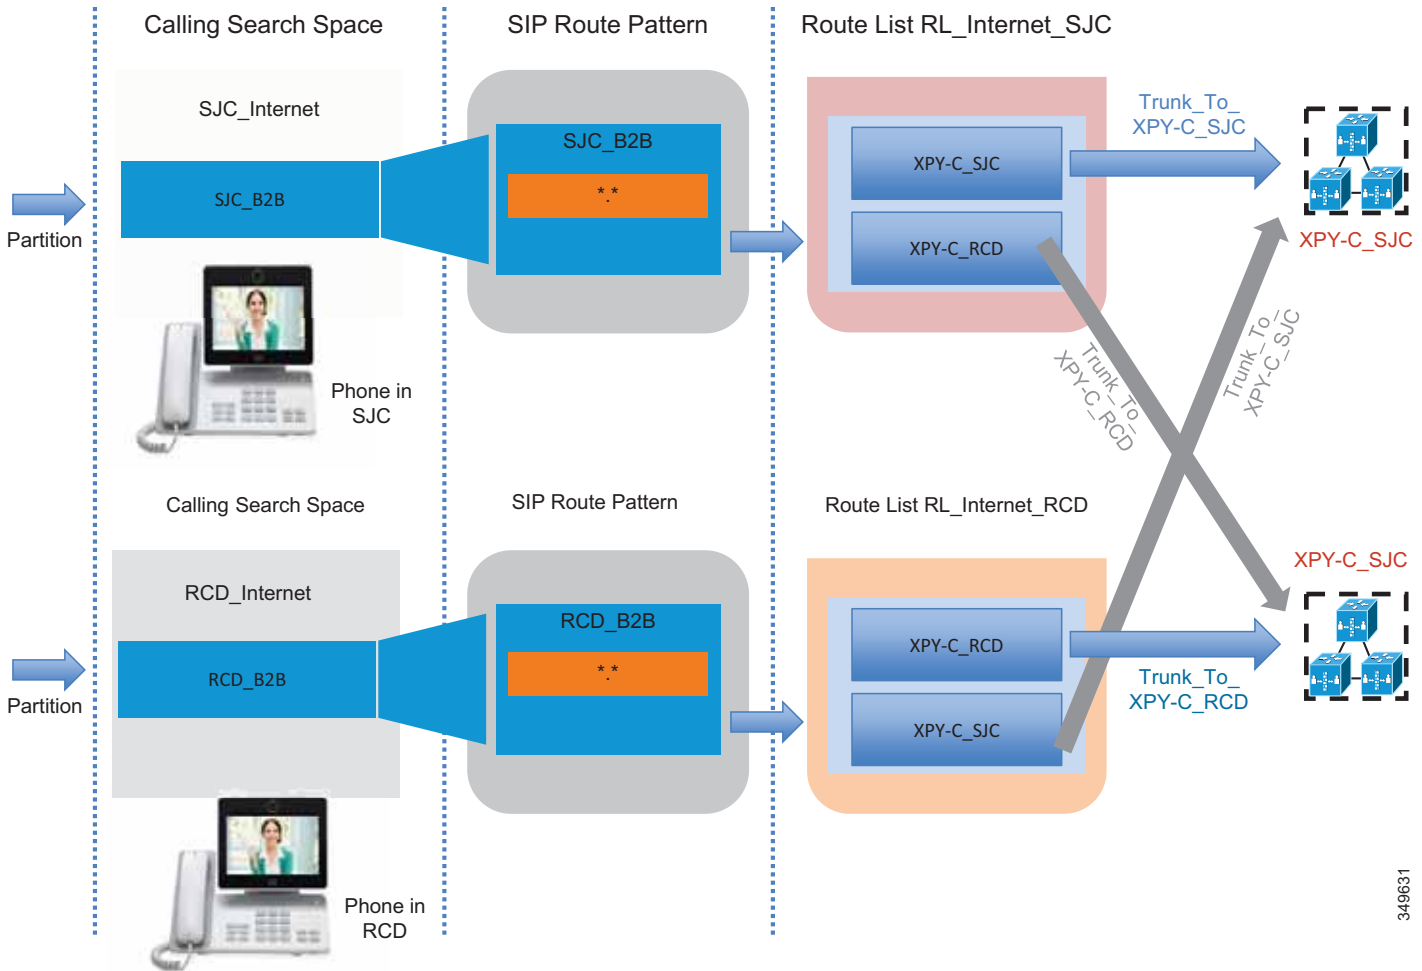 Calling Search Space
SIP Route Pattern
Route List RL_Internet_SJC
SJC_Internet
SJC_B2B
Partition
SJC_B2B
*.*
XPY-C_SJC
XPY-C_RCD
Trunk_To_
XPY-C_SJC
XPY-C_SJC
Trunk_To_
XPY-C_RCD
Trunk_To_
XPY-C_SJC
Phone in
SJC
Calling Search Space
SIP Route Pattern
Route List RL_Internet_RCD
XPY-C_SJC
RCD_Internet
RCD_B2B
Partition
RCD_B2B
*.*
XPY-C_RCD
XPY-C_SJC
Trunk_To_
XPY-C_RCD
Phone in
RCD
349631